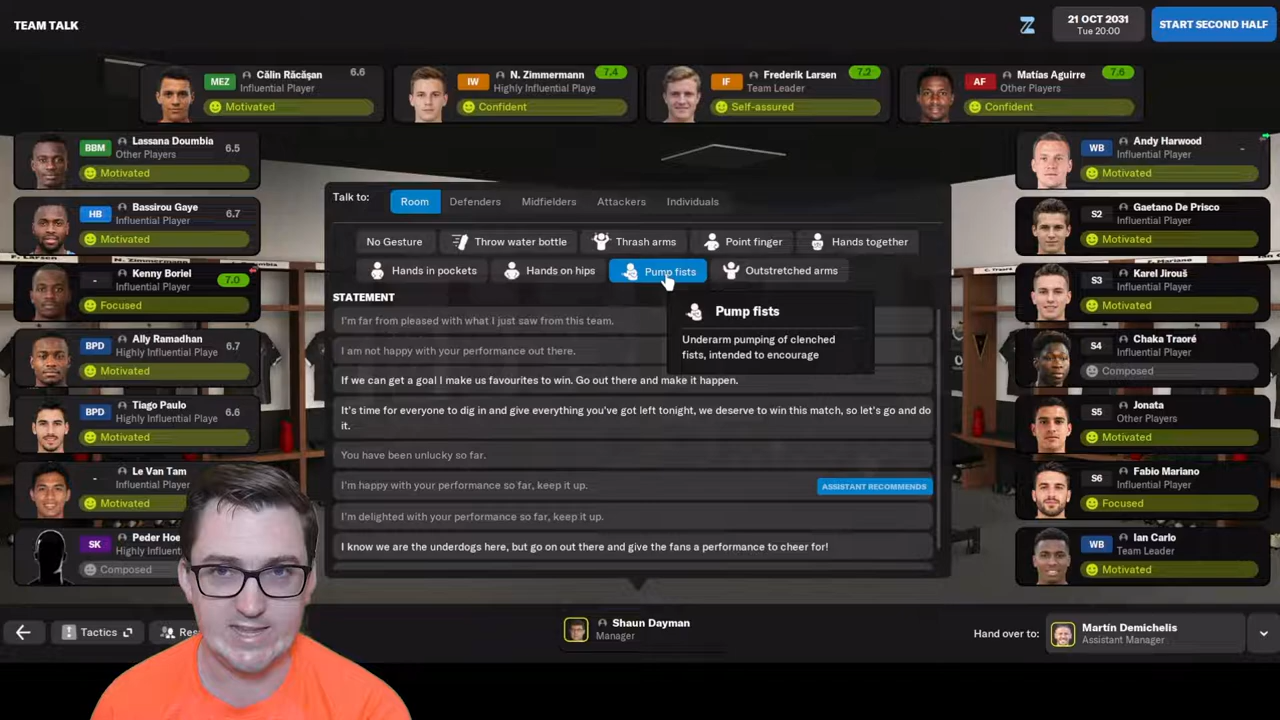 TEAM TALK
21 OCT 2031
Tue 20:00
START SECOND HALF
MEZ
Călin Răcășan
6.6
Influential Player
Motivated
IW
N. Zimmermann
7.4
Highly Influential Playe
Confident
IF
Frederik Larsen
7.2
Team Leader
Self-assured
AF
Matías Aguirre
7.6
Other Players
Confident
BBM
Lassana Doumbia
6.5
Other Players
Motivated
HB
Bassirou Gaye
6.7
Influential Player
Motivated
-
Kenny Boriel
7.0
Influential Player
Focused
BPD
Ally Ramadhan
6.7
Highly Influential Playe
Motivated
BPD
Tiago Paulo
6.6
Highly Influential Playe
Motivated
-
Le Van Tam
Influential Player
Motivated
SK
Peder Hoe
Highly Influenti
Composed
Talk to:
Room
Defenders
Midfielders
Attackers
Individuals
No Gesture
Throw water bottle
Thrash arms
Point finger
Hands together
Hands in pockets
Hands on hips
Pump fists
Outstretched arms
STATEMENT
I'm far from pleased with what I just saw from this team.
I am not happy with your performance out there.
If we can get a goal I make us favourites to win. Go out there and make it happen.
It's time for everyone to dig in and give everything you've got left tonight, we deserve to win this match, so let's go and do
it.
You have been unlucky so far.
I'm happy with your performance so far, keep it up.
ASSISTANT RECOMMENDS
I'm delighted with your performance so far, keep it up.
I know we are the underdogs here, but go on out there and give the fans a performance to cheer for!
Pump fists
Underarm pumping of clenched
fists, intended to encourage
WB
Andy Harwood
-
Influential Player
Motivated
S2
Gaetano De Prisco
Influential Player
Motivated
S3
Karel Jirouš
Influential Player
Motivated
S4
Chaka Traoré
Influential Player
Composed
S5
Jonata
Other Players
Motivated
S6
Fabio Mariano
Influential Player
Focused
WB
Ian Carlo
Team Leader
Motivated
Tactics
Res
Shaun Dayman
Manager
Hand over to:
Martín Demichelis
Assistant Manager